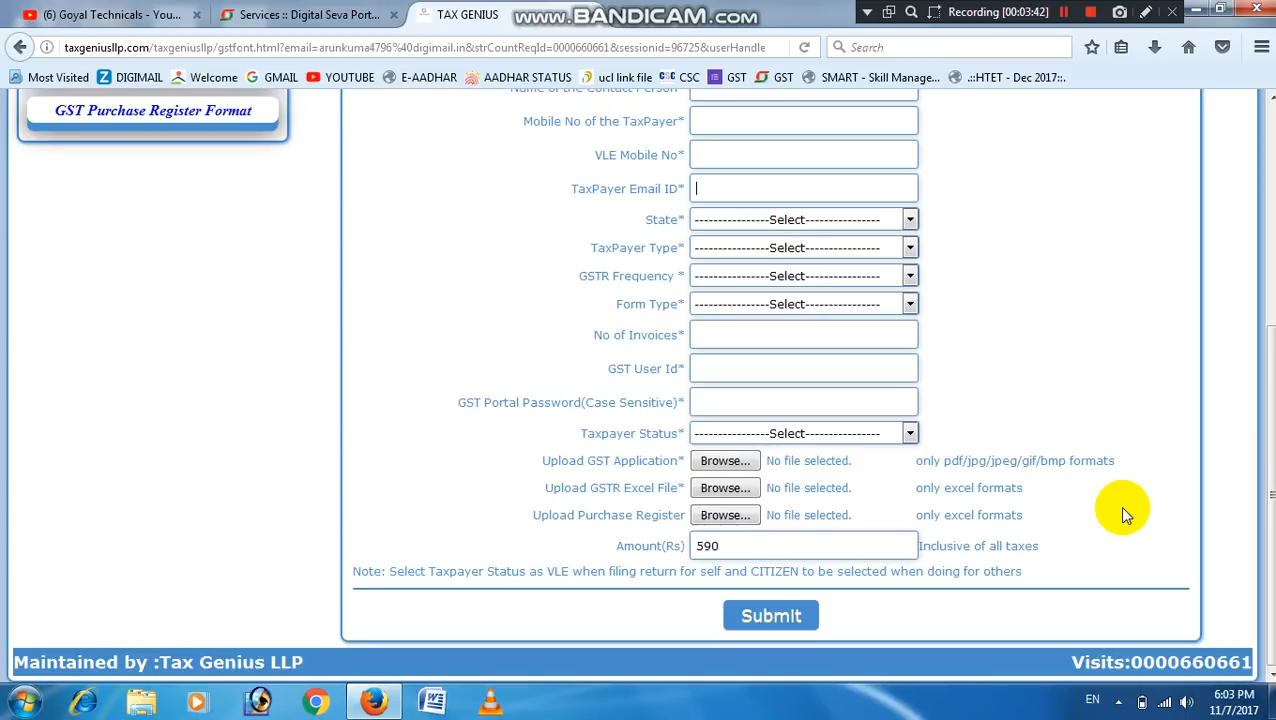 Goyal Technicals - You...
Services :: Digital Seva Port...
TAX GENIUS
www.BANDICAM.com
Recording [00:03:42]
taxgeniusllp.com/taxgeniusllp/gstfont.html?email=arunkuma4796%40digimail.in&strCountReqId=0000660661&sessionid=96725&userHandle
Search
Most Visited DIGIMAIL Welcome GMAIL YOUTUBE E-AADHAR AADHAR STATUS ucl link file CSC GST GST SMART - Skill Manage... .::HTET - Dec 2017::.
GST Purchase Register Format
Name of the Contact Person
Mobile No of the TaxPayer*
VLE Mobile No*
TaxPayer Email ID*
State* ----------------Select----------------
TaxPayer Type* ----------------Select----------------
GSTR Frequency * ----------------Select----------------
Form Type* ----------------Select----------------
No of Invoices*
GST User Id*
GST Portal Password(Case Sensitive)*
Taxpayer Status* ----------------Select----------------
Upload GST Application* Browse... No file selected. only pdf/jpg/jpeg/gif/bmp formats
Upload GSTR Excel File* Browse... No file selected. only excel formats
Upload Purchase Register Browse... No file selected. only excel formats
Amount(Rs) 590 Inclusive of all taxes
Note: Select Taxpayer Status as VLE when filing return for self and CITIZEN to be selected when doing for others
Submit
Maintained by :Tax Genius LLP Visits:0000660661
EN 6:03 PM
11/7/2017